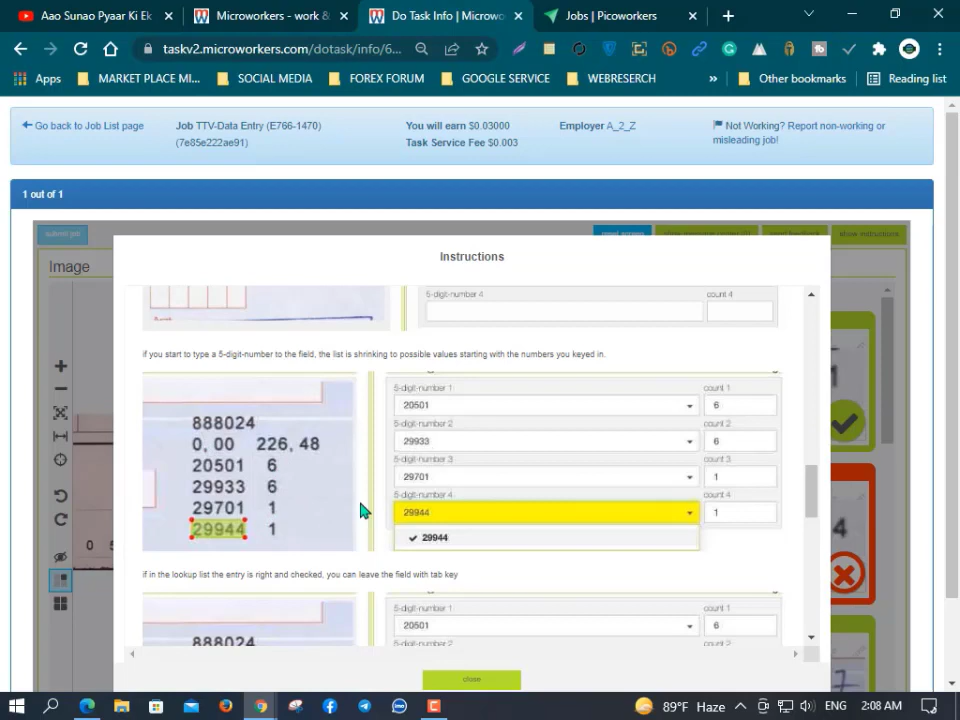 Aao Sunao Pyaar Ki Ek
Microworkers - work &
Do Task Info | Microwo
Jobs | Picoworkers
taskv2.microworkers.com/dotask/info/6...
Apps
MARKET PLACE MI...
SOCIAL MEDIA
FOREX FORUM
GOOGLE SERVICE
WEBRESERCH
»
Other bookmarks
Reading list
Go back to Job List page
Job TTV-Data Entry (E766-1470)
(7e85e222ae91)
You will earn $0.03000
Task Service Fee $0.003
Employer A_2_Z
Not Working? Report non-working or
misleading job!
1 out of 1
submit job
show instructions
Image
Instructions
5-digit-number 4
count 4
if you start to type a 5-digit-number to the field, the list is shrinking to possible values starting with the numbers you keyed in.
888024
0, 00 226, 48
20501 6
29933 6
29701 1
29944 1
5-digit-number 1
count 1
20501
6
5-digit-number 2
count 2
29933
6
5-digit-number 3
count 3
29701
1
5-digit-number 4
count 4
29944
1
29944
if in the lookup list the entry is right and checked, you can leave the field with tab key
888024
5-digit-number 1
count 1
20501
6
5-digit-number 2
count 2
close
89°F Haze
ENG
2:08 AM